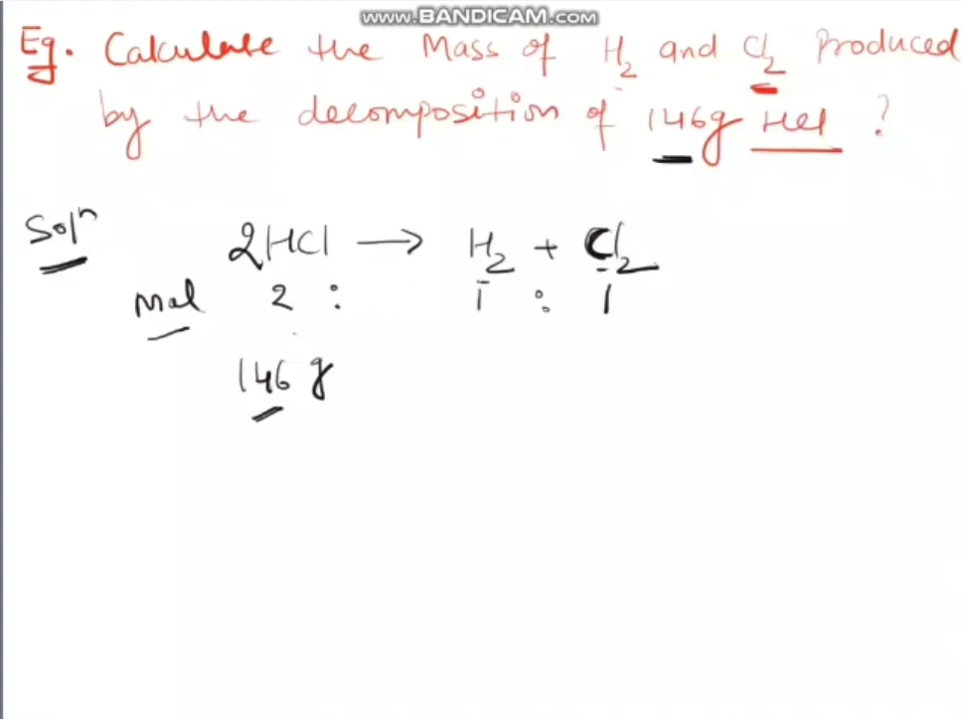 WWW.BANDICAM.COM
Eg. Calculate the Mass of H₂ and Cl₂ produced
by the decomposition of 146g HCl ?
Solⁿ
2HCl → H₂ + Cl₂
Mol 2 : 1 : 1
146 g